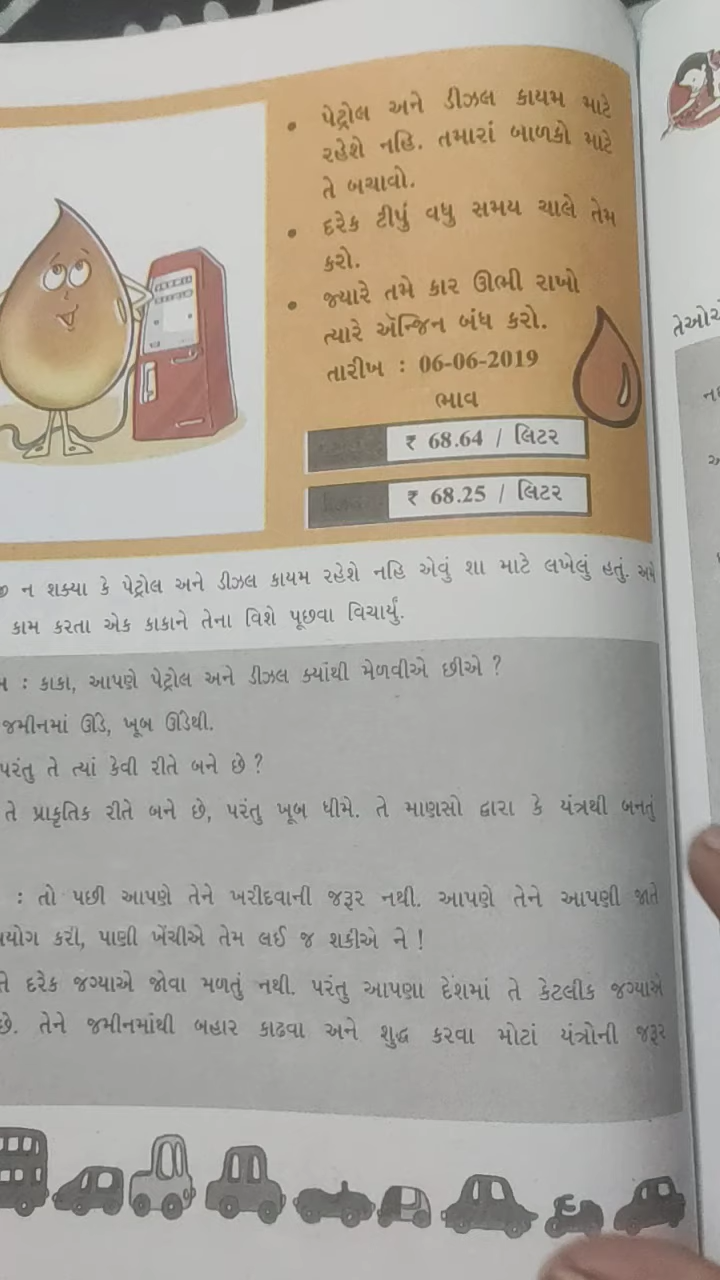 પેટ્રોલ અને ડીઝલ કાયમ માટે
રહેશે નહિ. તમારાં બાળકો માટે
તે બચાવો.
દરેક ટીપું વધુ સમય ચાલે તેમ
કરો.
જ્યારે તમે કાર ઊભી રાખો
ત્યારે ઍન્જિન બંધ કરો.
તારીખ : 06-06-2019
ભાવ
₹ 68.64 / લિટર
₹ 68.25 / લિટર
ન શક્યા કે પેટ્રોલ અને ડીઝલ કાયમ રહેશે નહિ એવું શા માટે લખેલું હતું. અમે
કામ કરતા એક કાકાને તેના વિશે પૂછવા વિચાર્યું.
: કાકા, આપણે પેટ્રોલ અને ડીઝલ ક્યાંથી મેળવીએ છીએ ?
જમીનમાં ઊંડે, ખૂબ ઊંડેથી.
પરંતુ તે ત્યાં કેવી રીતે બને છે ?
તે પ્રાકૃતિક રીતે બને છે, પરંતુ ખૂબ ધીમે. તે માણસો દ્વારા કે યંત્રથી બનતું
: તો પછી આપણે તેને ખરીદવાની જરૂર નથી. આપણે તેને આપણી જાતે
કરી, પાણી ખેંચીએ તેમ લઈ જ શકીએ ને !
દરેક જગ્યાએ જોવા મળતું નથી. પરંતુ આપણા દેશમાં તે કેટલીક જગ્યાએ
છે. તેને જમીનમાંથી બહાર કાઢવા અને શુદ્ધ કરવા મોટાં યંત્રોની જરૂર